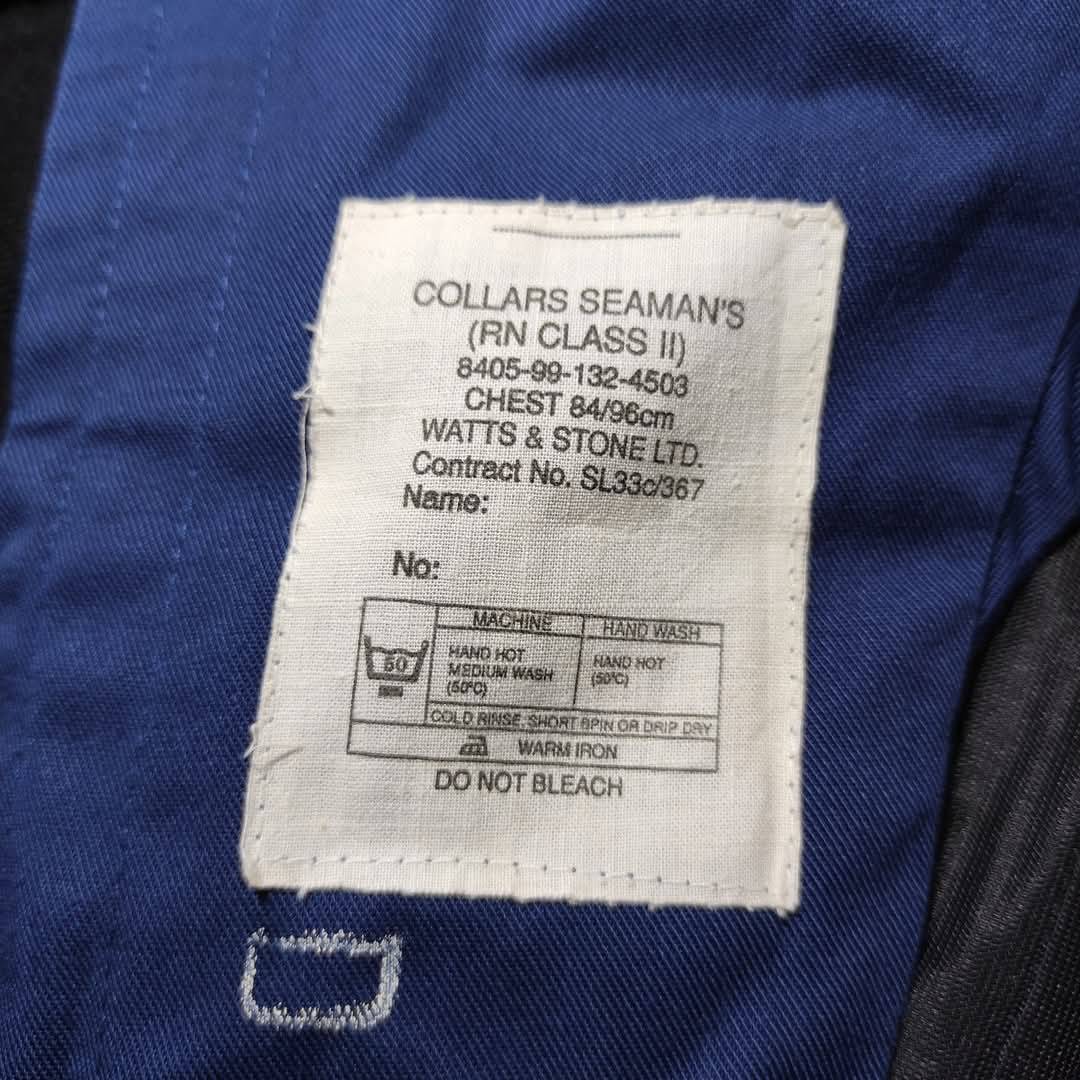 COLLARS SEAMAN'S
(RN CLASS II)
8405-99-132-4503
CHEST 84/96cm
WATTS & STONE LTD.
Contract No. SL33c/367
Name:
No:
MACHINE HAND WASH
50
HAND HOT
MEDIUM WASH
(50°C)
HAND HOT
(50°C)
COLD RINSE, SHORT SPIN OR DRIP DRY
WARM IRON
DO NOT BLEACH